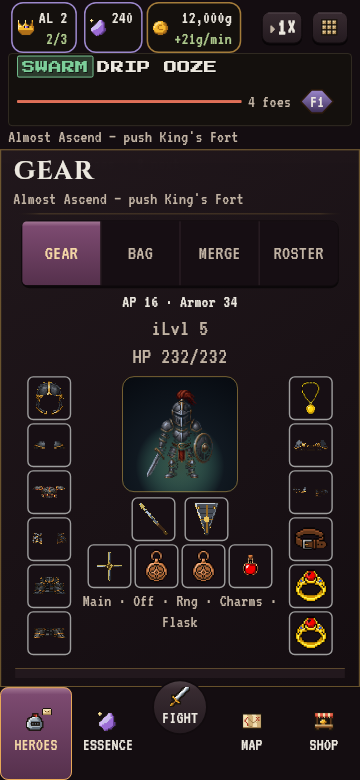 AL 2
2/3
240
12,000g
+21g/min
▸1X
SWARM DRIP OOZE
4 foes
F1
Almost Ascend – push King's Fort
GEAR
Almost Ascend – push King's Fort
GEAR
BAG
MERGE
ROSTER
AP 16 · Armor 34
iLvl 5
HP 232/232
Main · Off · Rng · Charms ·
Flask
HEROES
ESSENCE
FIGHT
MAP
SHOP